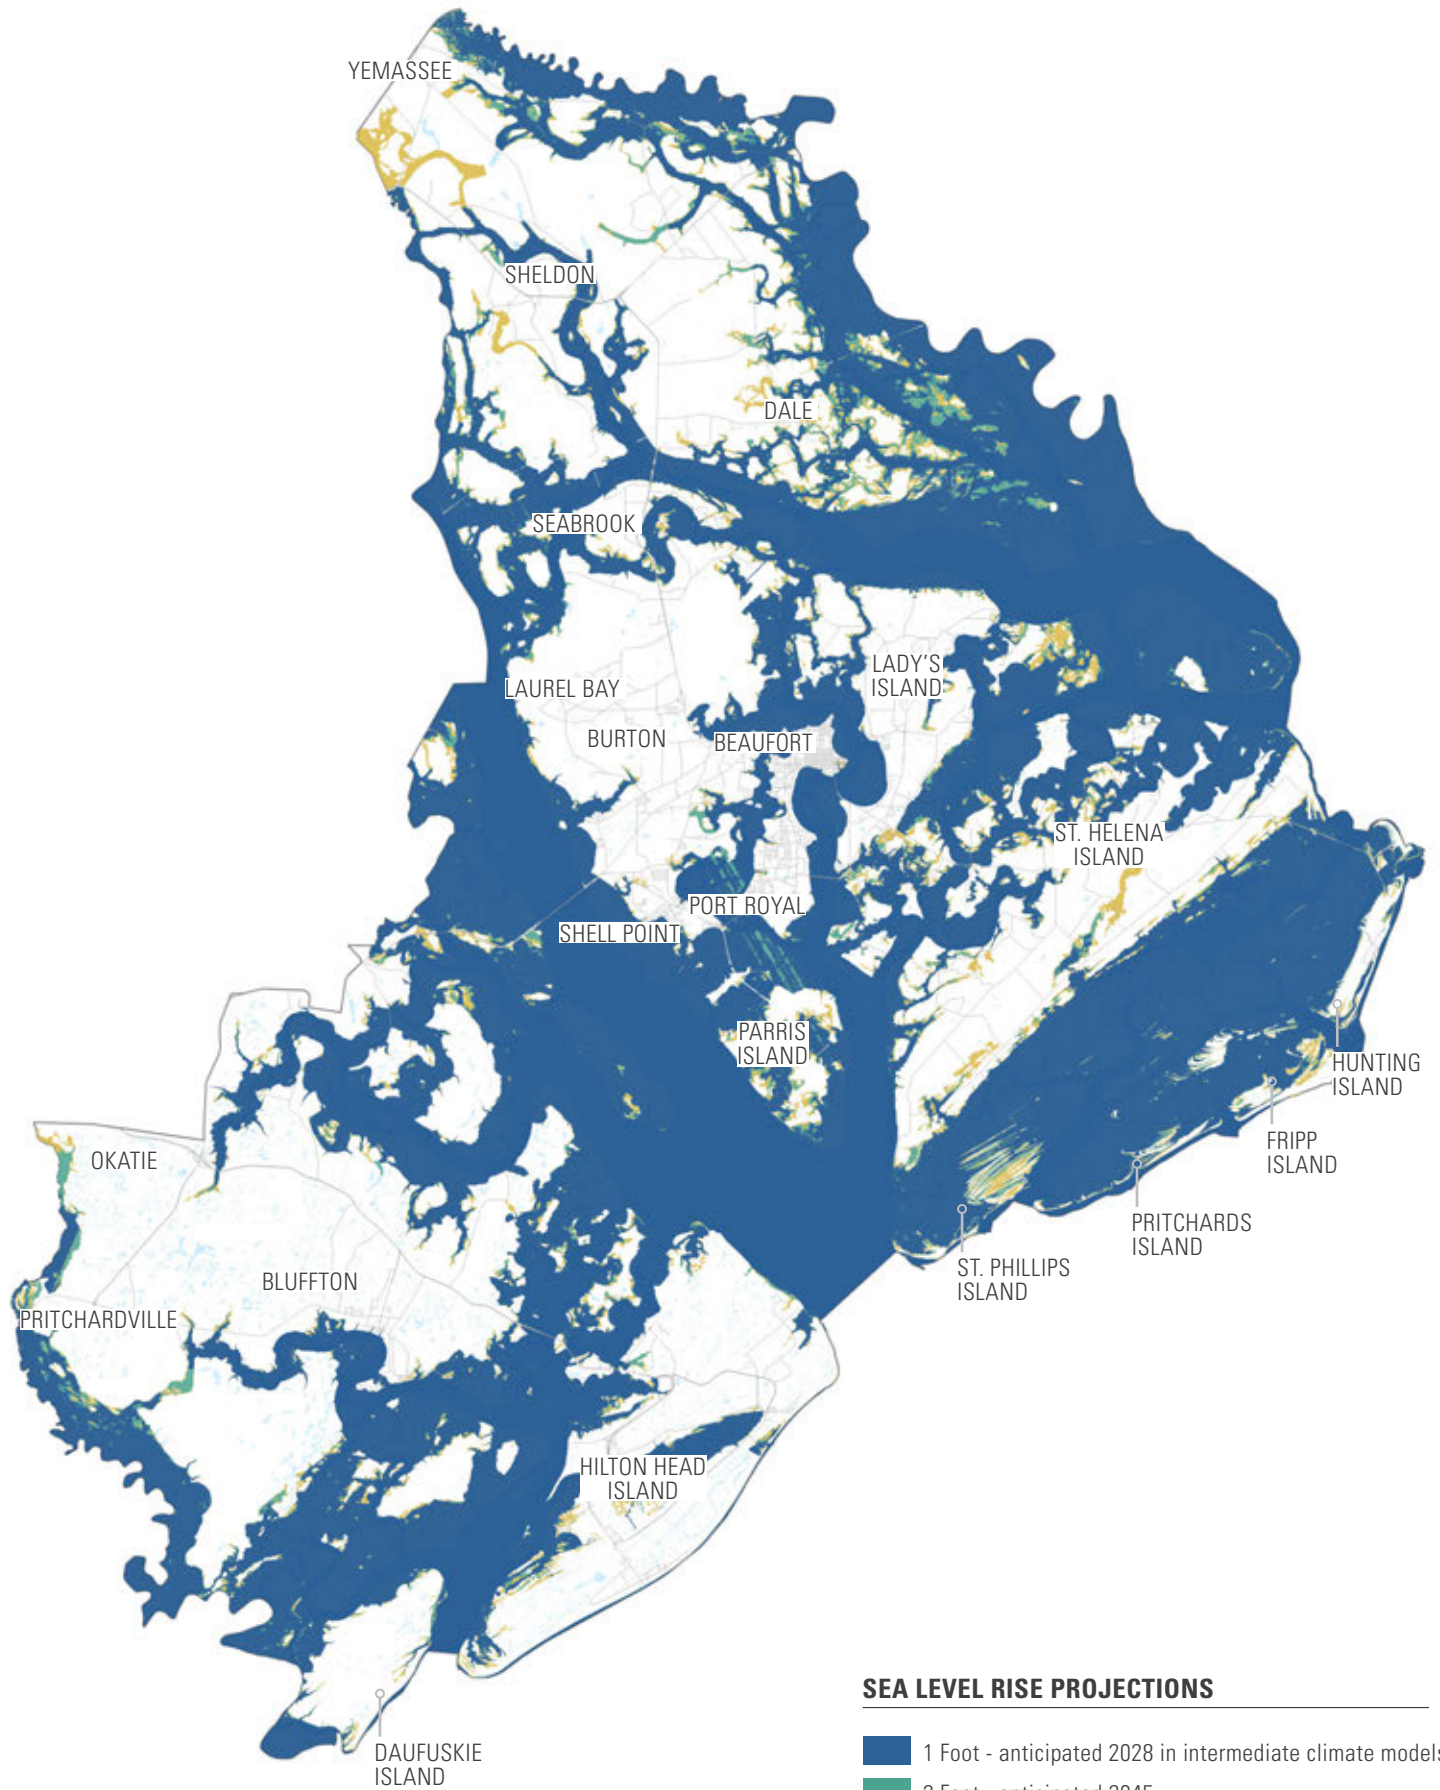 YEMASSEE
SHELDON
DALE
SEABROOK
LADY'S
ISLAND
LAUREL BAY
BURTON
BEAUFORT
ST. HELENA
ISLAND
PORT ROYAL
SHELL POINT
PARRIS
ISLAND
HUNTING
ISLAND
FRIPP
ISLAND
OKATIE
PRITCHARDS
ISLAND
ST. PHILLIPS
ISLAND
BLUFFTON
PRITCHARDVILLE
HILTON HEAD
ISLAND
DAUFUSKIE
ISLAND
SEA LEVEL RISE PROJECTIONS
1 Foot - anticipated 2028 in intermediate climate models